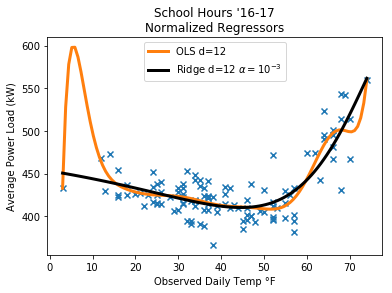 School Hours '16-17
Normalized Regressors
OLS d=12
Ridge d=12 α = 10⁻³
Average Power Load (kW)
600
550
500
450
400
0
10
20
30
40
50
60
70
Observed Daily Temp °F